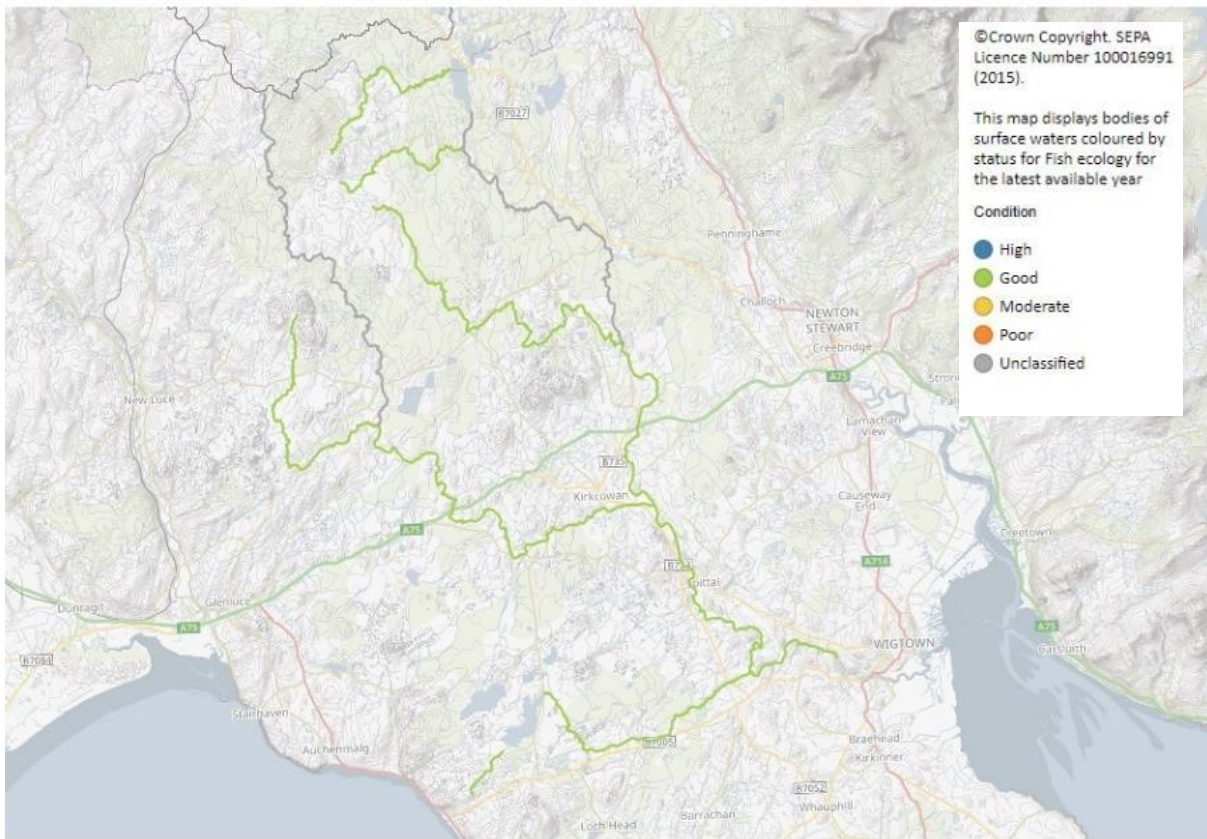 ©Crown Copyright. SEPA
Licence Number 100016991
(2015).
This map displays bodies of
surface waters coloured by
status for Fish ecology for
the latest available year
Condition
High
Good
Moderate
Poor
Unclassified
B7027
Penninghame
Challoch
NEWTON
STEWART
Creebridge
A75
New Luce
Lamachan
View
B735
Kirkcowan
Causeway
End
A75
Creetown
A714
Spittal
Dunragit
Glenluce
A75
B7084
WIGTOWN
A75
Carsluith
Stairhaven
Auchenmalg
B7005
Braehead
Kirkinner
B7052
Whauphill
Barrachan
Loch Head